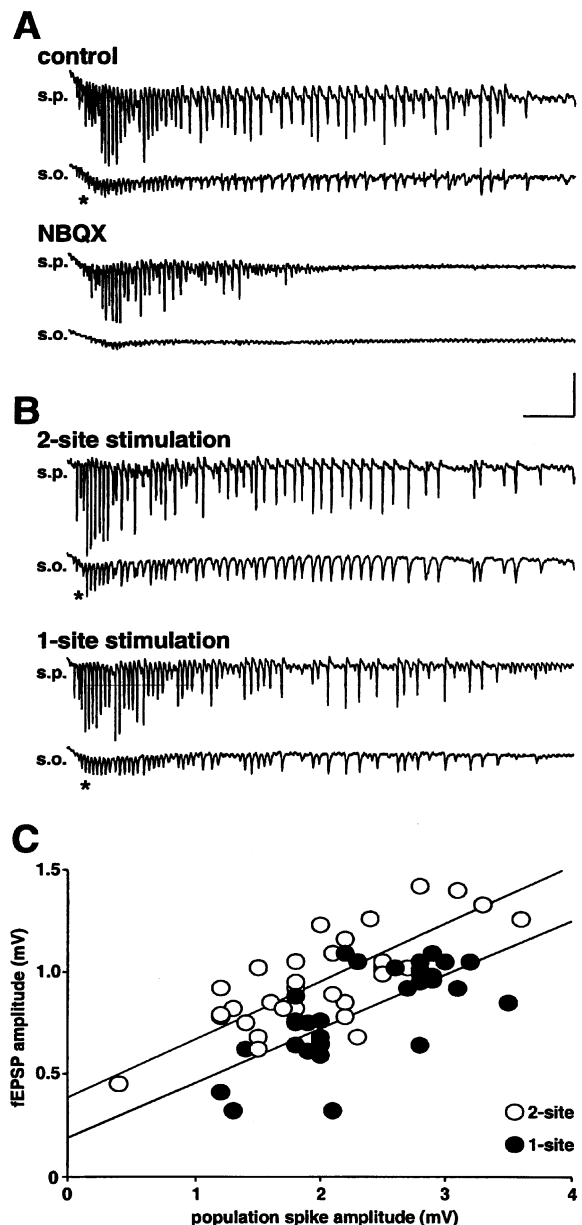 A
control
s.p.
s.o.
*
NBQX
s.p.
s.o.
B
2-site stimulation
s.p.
s.o.
*
1-site stimulation
s.p.
s.o.
*
C
1.5
1.0
0.5
0
fEPSP amplitude (mV)
2-site
1-site
0 1 2 3 4
population spike amplitude (mV)